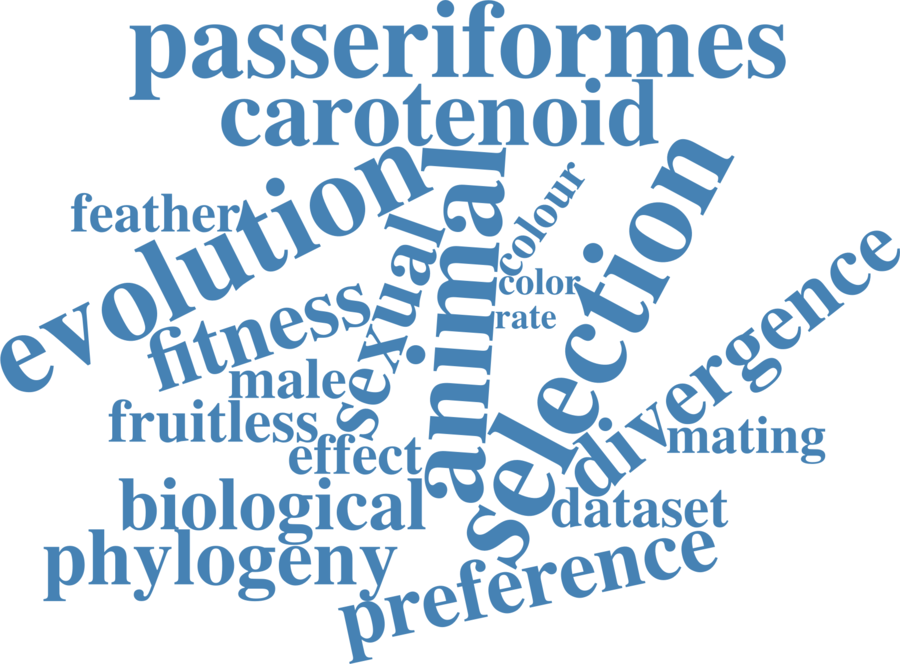 passeriformes
carotenoid
evolution
animal
selection
colour
feather
sexual
divergence
color
fitness
rate
male
fruitless
mating
effect
biological
dataset
phylogeny
preference